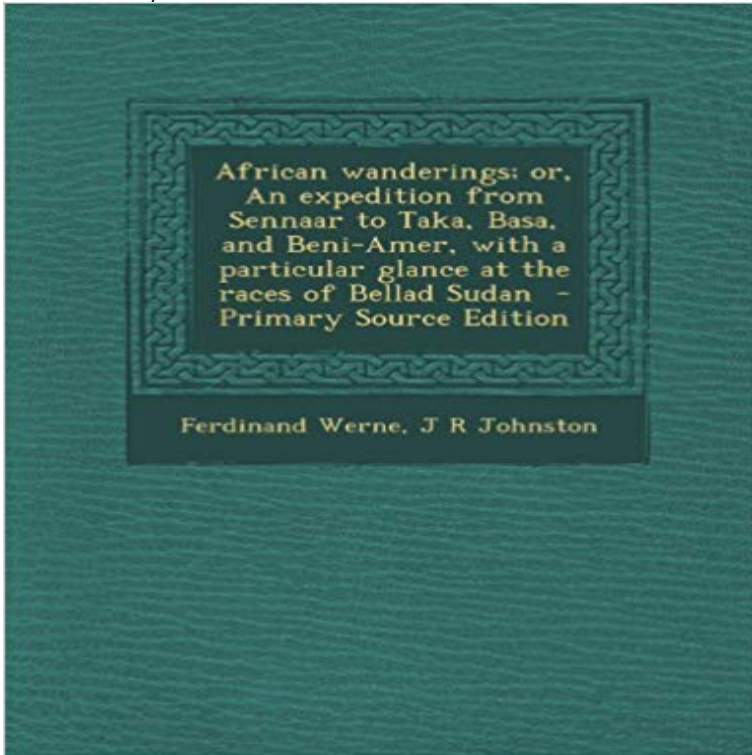 African wanderings; or,
An expedition from
Sennaar to Taka, Basa,
and Beni-Amer, with a
particular glance at the
races of Bellad Sudan -
Primary Source Edition
Ferdinand Werne, J R Johnston